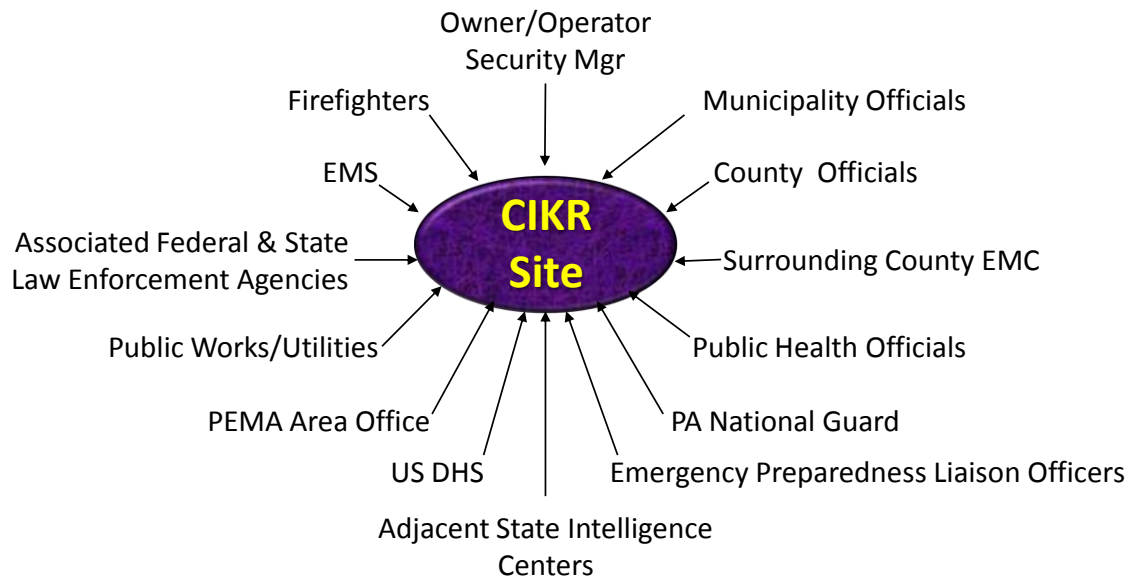 Owner/Operator
Security Mgr
Firefighters
Municipality Officials
EMS
County  Officials
CIKR
Site
Associated Federal & State
Law Enforcement Agencies
Surrounding County EMC
Public Works/Utilities
Public Health Officials
PEMA Area Office
PA National Guard
US DHS
Emergency Preparedness Liaison Officers
Adjacent State Intelligence
Centers